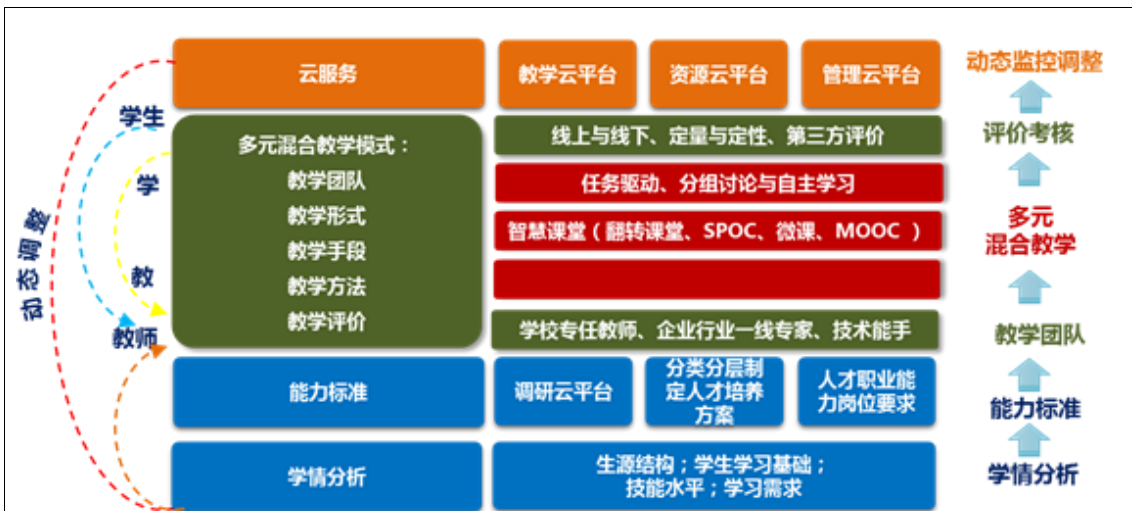 云服务
教学云平台
资源云平台
管理云平台
动态监控调整
学生
学
教
教师
动态调整
多元混合教学模式：
教学团队
教学形式
教学手段
教学方法
教学评价
线上与线下、定量与定性、第三方评价
任务驱动、分组讨论与自主学习
智慧课堂（翻转课堂、SPOC、微课、MOOC ）
学校专任教师、企业行业一线专家、技术能手
评价考核
多元
混合教学
教学团队
能力标准
调研云平台
分类分层制
定人才培养
方案
人才职业能
力岗位要求
能力标准
学情分析
生源结构；学生学习基础；
技能水平；学习需求
学情分析